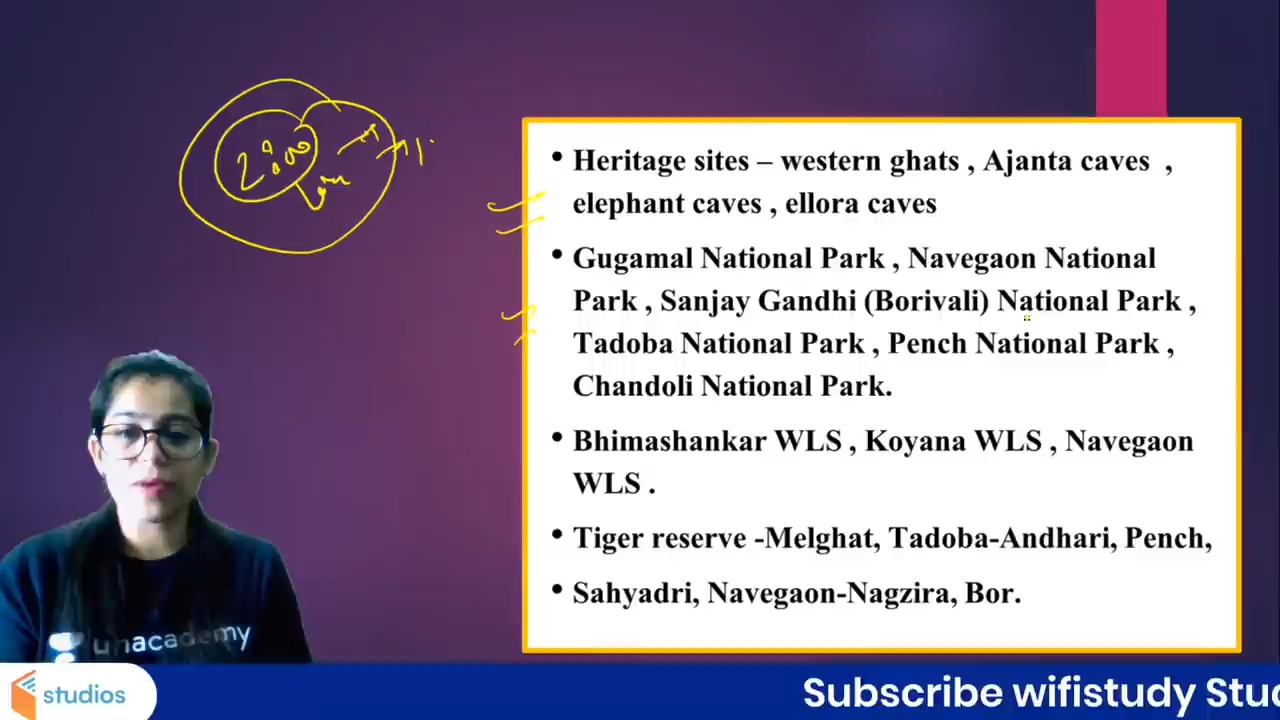 • Heritage sites – western ghats , Ajanta caves ,
elephant caves , ellora caves
• Gugamal National Park , Navegaon National
Park , Sanjay Gandhi (Borivali) National Park ,
Tadoba National Park , Pench National Park ,
Chandoli National Park.
• Bhimashankar WLS , Koyana WLS , Navegaon
WLS .
• Tiger reserve -Melghat, Tadoba-Andhari, Pench,
• Sahyadri, Navegaon-Nagzira, Bor.
unacademy
studios
Subscribe wifistudy Stu